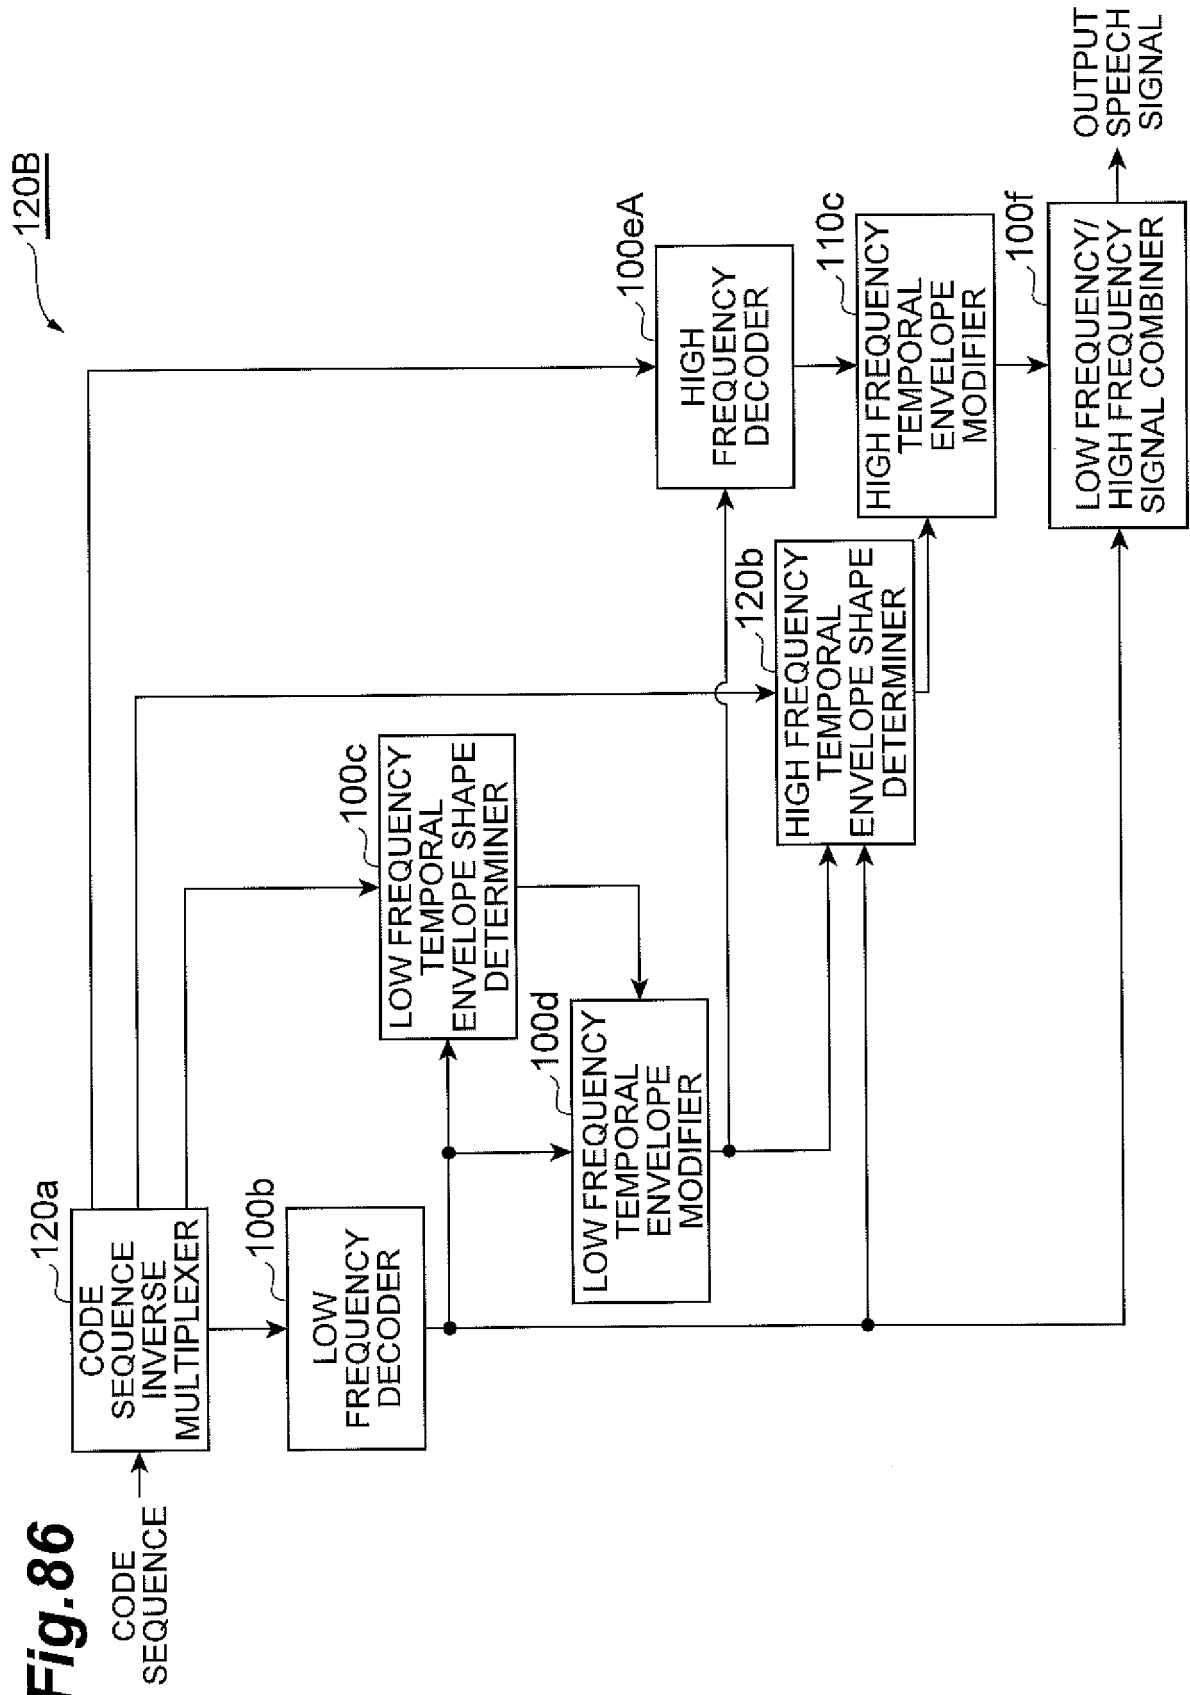 Fig.86
120B
CODE
SEQUENCE
120a
CODE
SEQUENCE
INVERSE
MULTIPLEXER
100b
LOW
FREQUENCY
DECODER
100c
LOW FREQUENCY
TEMPORAL
ENVELOPE SHAPE
DETERMINER
100d
LOW FREQUENCY
TEMPORAL
ENVELOPE
MODIFIER
100eA
HIGH
FREQUENCY
DECODER
120b
HIGH FREQUENCY
TEMPORAL
ENVELOPE SHAPE
DETERMINER
110c
HIGH FREQUENCY
TEMPORAL
ENVELOPE
MODIFIER
100f
LOW FREQUENCY/
HIGH FREQUENCY
SIGNAL COMBINER
OUTPUT
SPEECH
SIGNAL